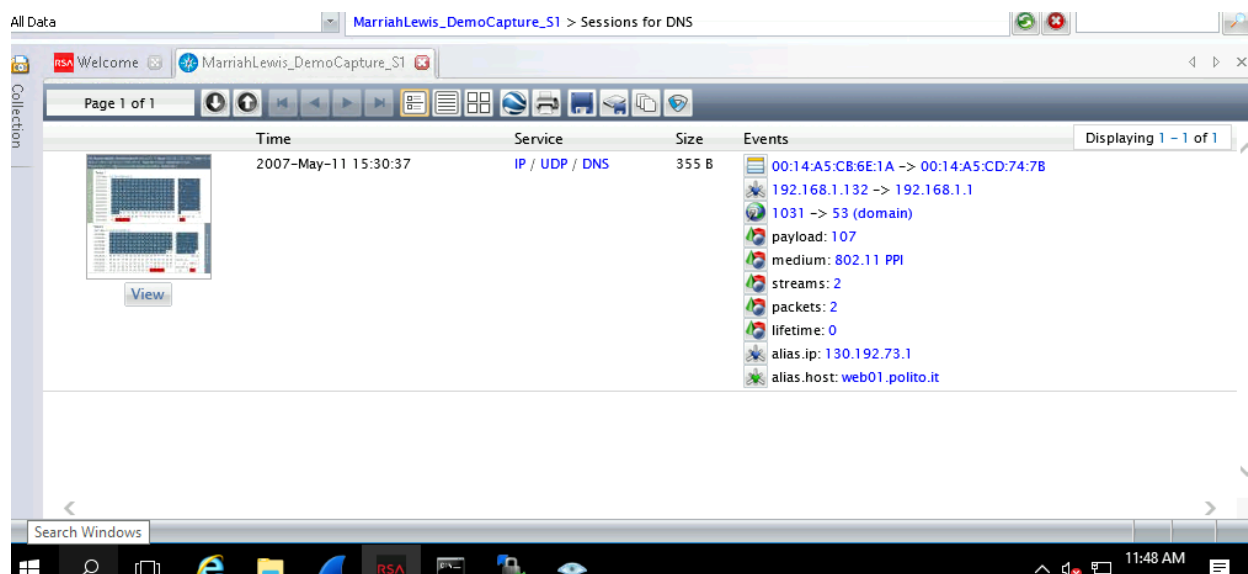 All Data
MarriahLewis_DemoCapture_S1 > Sessions for DNS
RSA Welcome
MarriahLewis_DemoCapture_S1
Collection
Page 1 of 1
Time Service Size Events Displaying 1 - 1 of 1
2007-May-11 15:30:37 IP / UDP / DNS 355 B
00:14:A5:CB:6E:1A -> 00:14:A5:CD:74:7B
192.168.1.132 -> 192.168.1.1
1031 -> 53 (domain)
payload: 107
medium: 802.11 PPI
streams: 2
packets: 2
lifetime: 0
alias.ip: 130.192.73.1
alias.host: web01.polito.it
View
Search Windows
RSA
11:48 AM